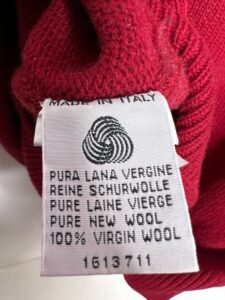 MADE IN ITALY
PURA LANA VERGINE
REINE SCHURWOLLE
PURE LAINE VIERGE
PURE NEW WOOL
100% VIRGIN WOOL
1613711